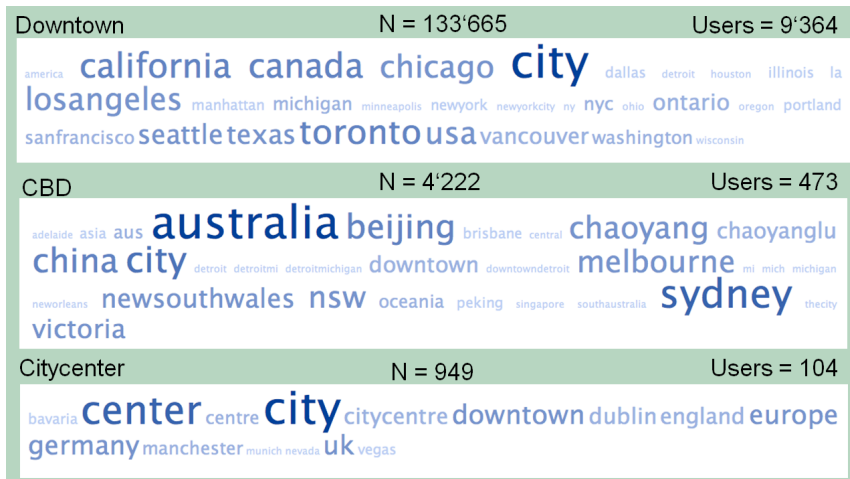 Downtown N = 133‘665 Users = 9‘364
america california canada chicago city dallas detroit houston illinois la
losangeles manhattan michigan minneapolis newyork newyorkcity ny nyc ohio ontario oregon portland
sanfrancisco seattle texas toronto usa vancouver washington wisconsin
CBD N = 4‘222 Users = 473
adelaide asia aus australia beijing brisbane central chaoyang chaoyanglu
china city detroit detroitmi detroitmichigan downtown downtowndetroit melbourne mi mich michigan
neworleans newsouthwales nsw oceania peking singapore southaustralia sydney thecity
victoria
Citycenter N = 949 Users = 104
bavaria center centre city citycentre downtown dublin england europe
germany manchester munich nevada uk vegas